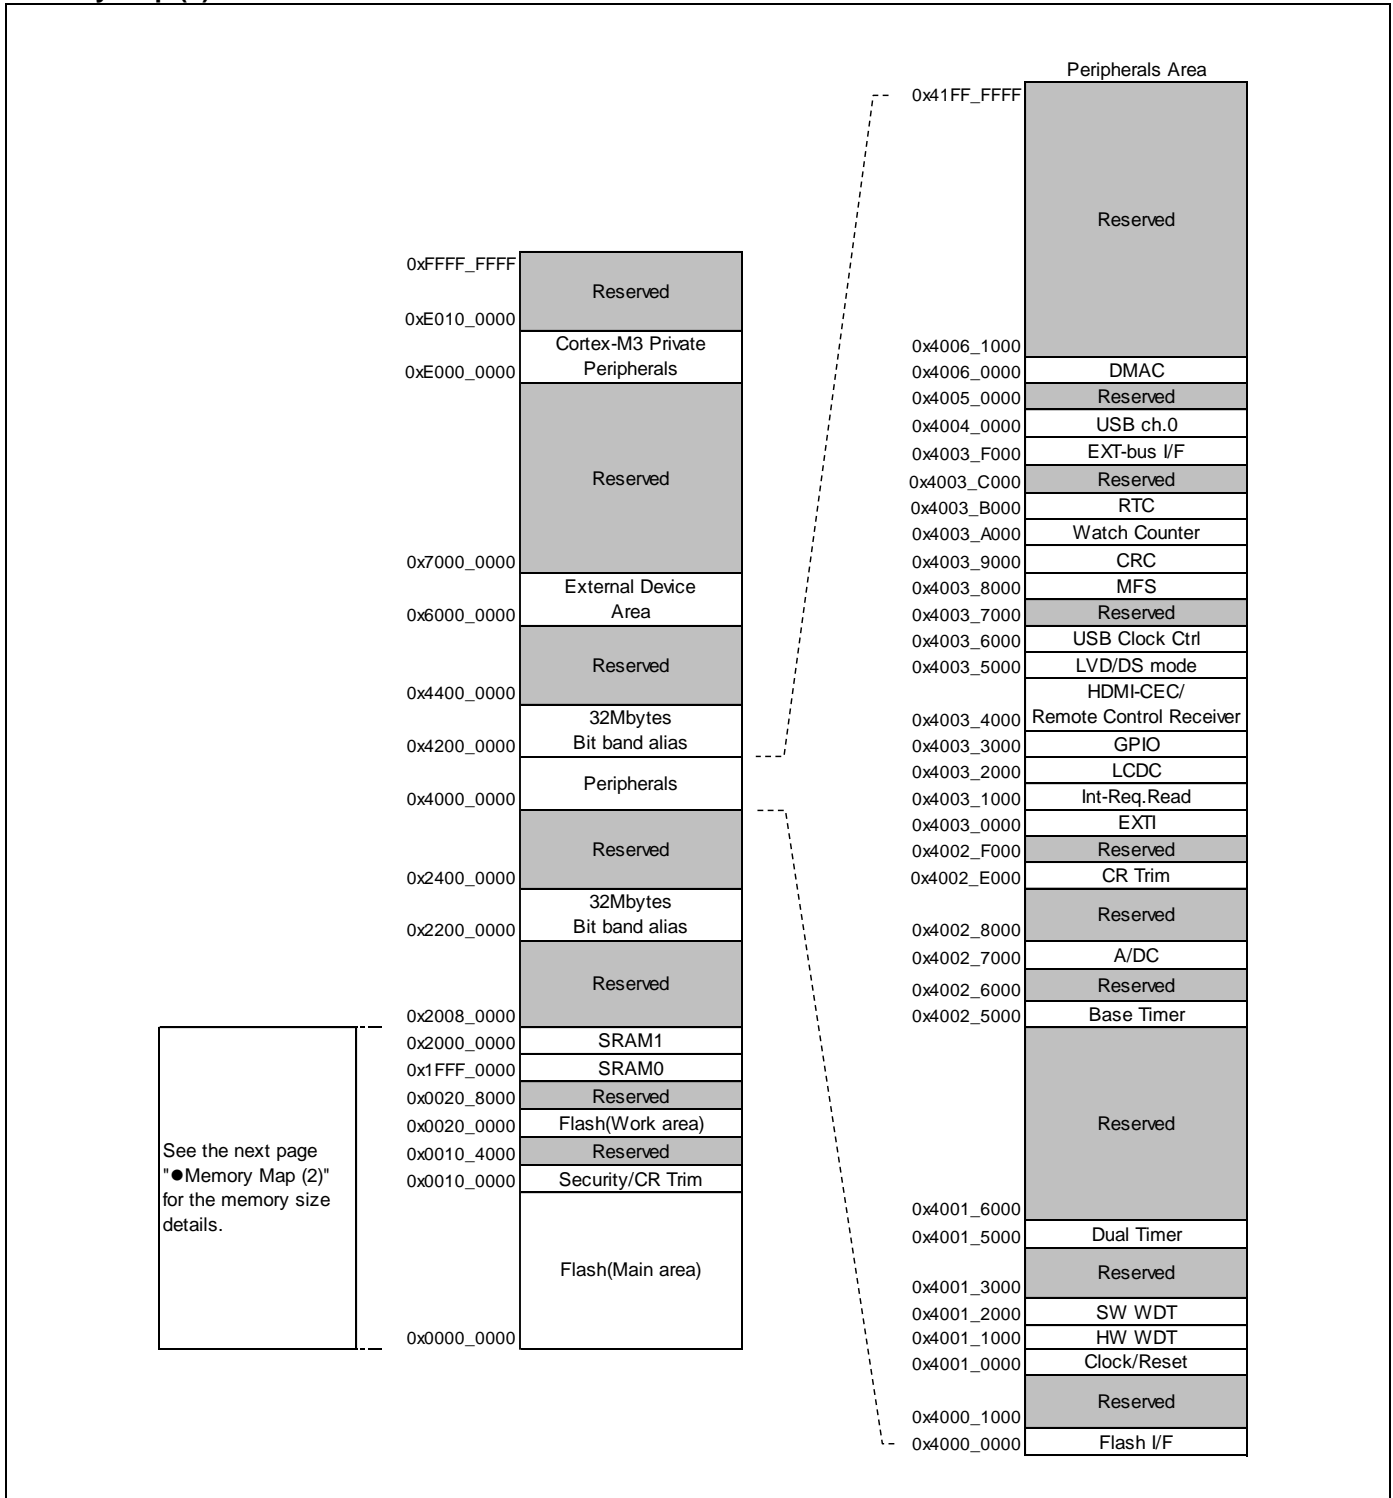 0xFFFF_FFFF
Reserved
0xE010_0000
Cortex-M3 Private
Peripherals
0xE000_0000
Reserved
0x7000_0000
External Device
Area
0x6000_0000
Reserved
0x4400_0000
32Mbytes
Bit band alias
0x4200_0000
Peripherals
0x4000_0000
Reserved
0x2400_0000
32Mbytes
Bit band alias
0x2200_0000
Reserved
0x2008_0000
0x2000_0000 SRAM1
0x1FFF_0000 SRAM0
0x0020_8000 Reserved
0x0020_0000 Flash(Work area)
0x0010_4000 Reserved
0x0010_0000 Security/CR Trim
Flash(Main area)
0x0000_0000
See the next page
"●Memory Map (2)"
for the memory size
details.
Peripherals Area
0x41FF_FFFF
Reserved
0x4006_1000
0x4006_0000 DMAC
0x4005_0000 Reserved
0x4004_0000 USB ch.0
0x4003_F000 EXT-bus I/F
0x4003_C000 Reserved
0x4003_B000 RTC
0x4003_A000 Watch Counter
0x4003_9000 CRC
0x4003_8000 MFS
0x4003_7000 Reserved
0x4003_6000 USB Clock Ctrl
0x4003_5000 LVD/DS mode
HDMI-CEC/
0x4003_4000 Remote Control Receiver
0x4003_3000 GPIO
0x4003_2000 LCDC
0x4003_1000 Int-Req.Read
0x4003_0000 EXTI
0x4002_F000 Reserved
0x4002_E000 CR Trim
Reserved
0x4002_8000
0x4002_7000 A/DC
0x4002_6000 Reserved
0x4002_5000 Base Timer
Reserved
0x4001_6000
0x4001_5000 Dual Timer
Reserved
0x4001_3000
0x4001_2000 SW WDT
0x4001_1000 HW WDT
0x4001_0000 Clock/Reset
Reserved
0x4000_1000
0x4000_0000 Flash I/F